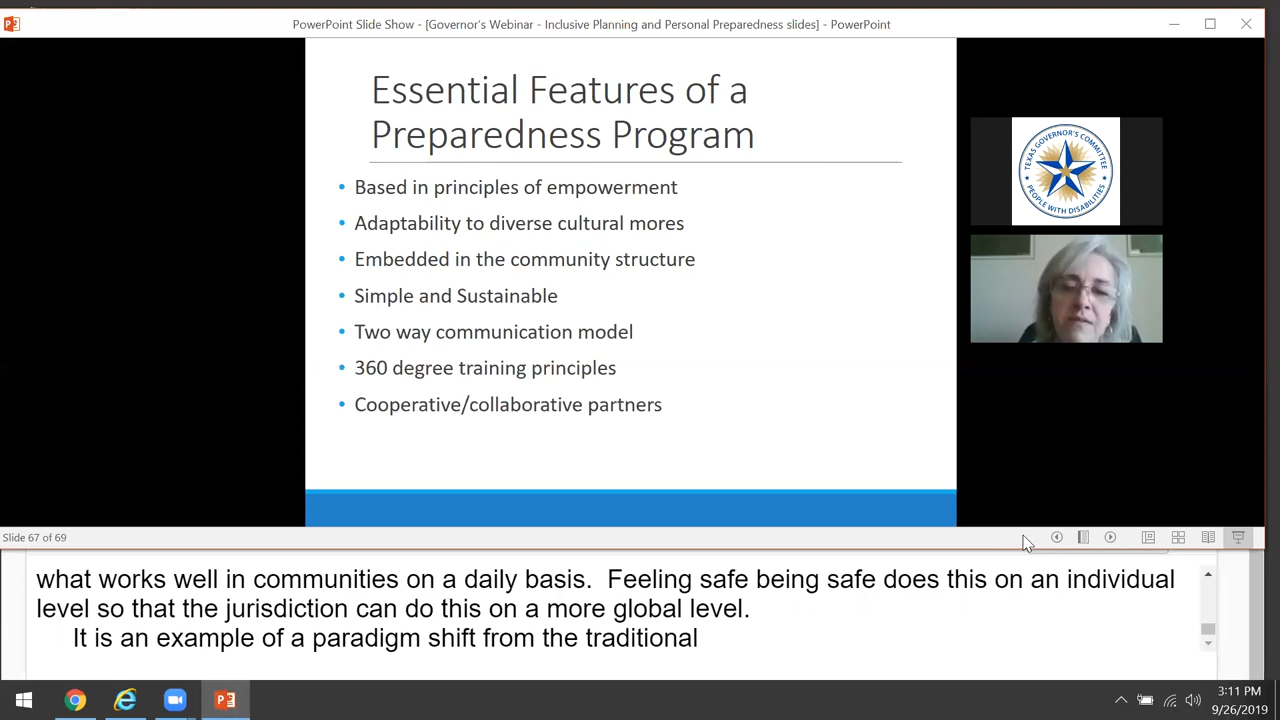 PowerPoint Slide Show - [Governor's Webinar - Inclusive Planning and Personal Preparedness slides] - PowerPoint
Essential Features of a
Preparedness Program
• Based in principles of empowerment
• Adaptability to diverse cultural mores
• Embedded in the community structure
• Simple and Sustainable
• Two way communication model
• 360 degree training principles
• Cooperative/collaborative partners
TEXAS GOVERNOR'S COMMITTEE
PEOPLE WITH DISABILITIES
Slide 67 of 69
what works well in communities on a daily basis.  Feeling safe being safe does this on an individual
level so that the jurisdiction can do this on a more global level.
It is an example of a paradigm shift from the traditional
3:11 PM
9/26/2019